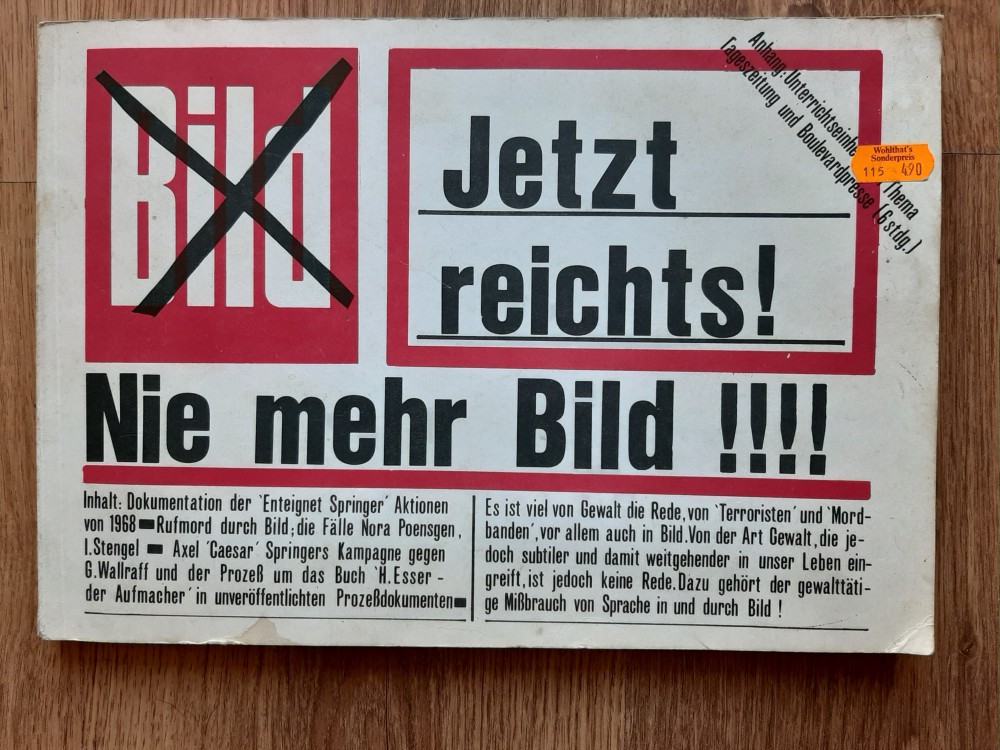 Bild
Jetzt
reichts!
Anhang: Unterrichtseinhe Thema
Tageszeitung und Boulevardpresse (6stdg.)
Wohlthat's
Sonderpreis
115 490
Nie mehr Bild !!!!
Inhalt: Dokumentation der 'Enteignet Springer' Aktionen
von 1968 Rufmord durch Bild; die Fälle Nora Poensgen,
I.Stengel Axel 'Caesar' Springers Kampagne gegen
G.Wallraff und der Prozeß um das Buch 'H.Esser -
der Aufmacher' in unveröffentlichten Prozeßdokumenten
Es ist viel von Gewalt die Rede, von 'Terroristen' und 'Mord-
banden', vor allem auch in Bild. Von der Art Gewalt, die je-
doch subtiler und damit weitgehender in unser Leben ein-
greift, ist jedoch keine Rede. Dazu gehört der gewalttäti-
ge Mißbrauch von Sprache in und durch Bild !